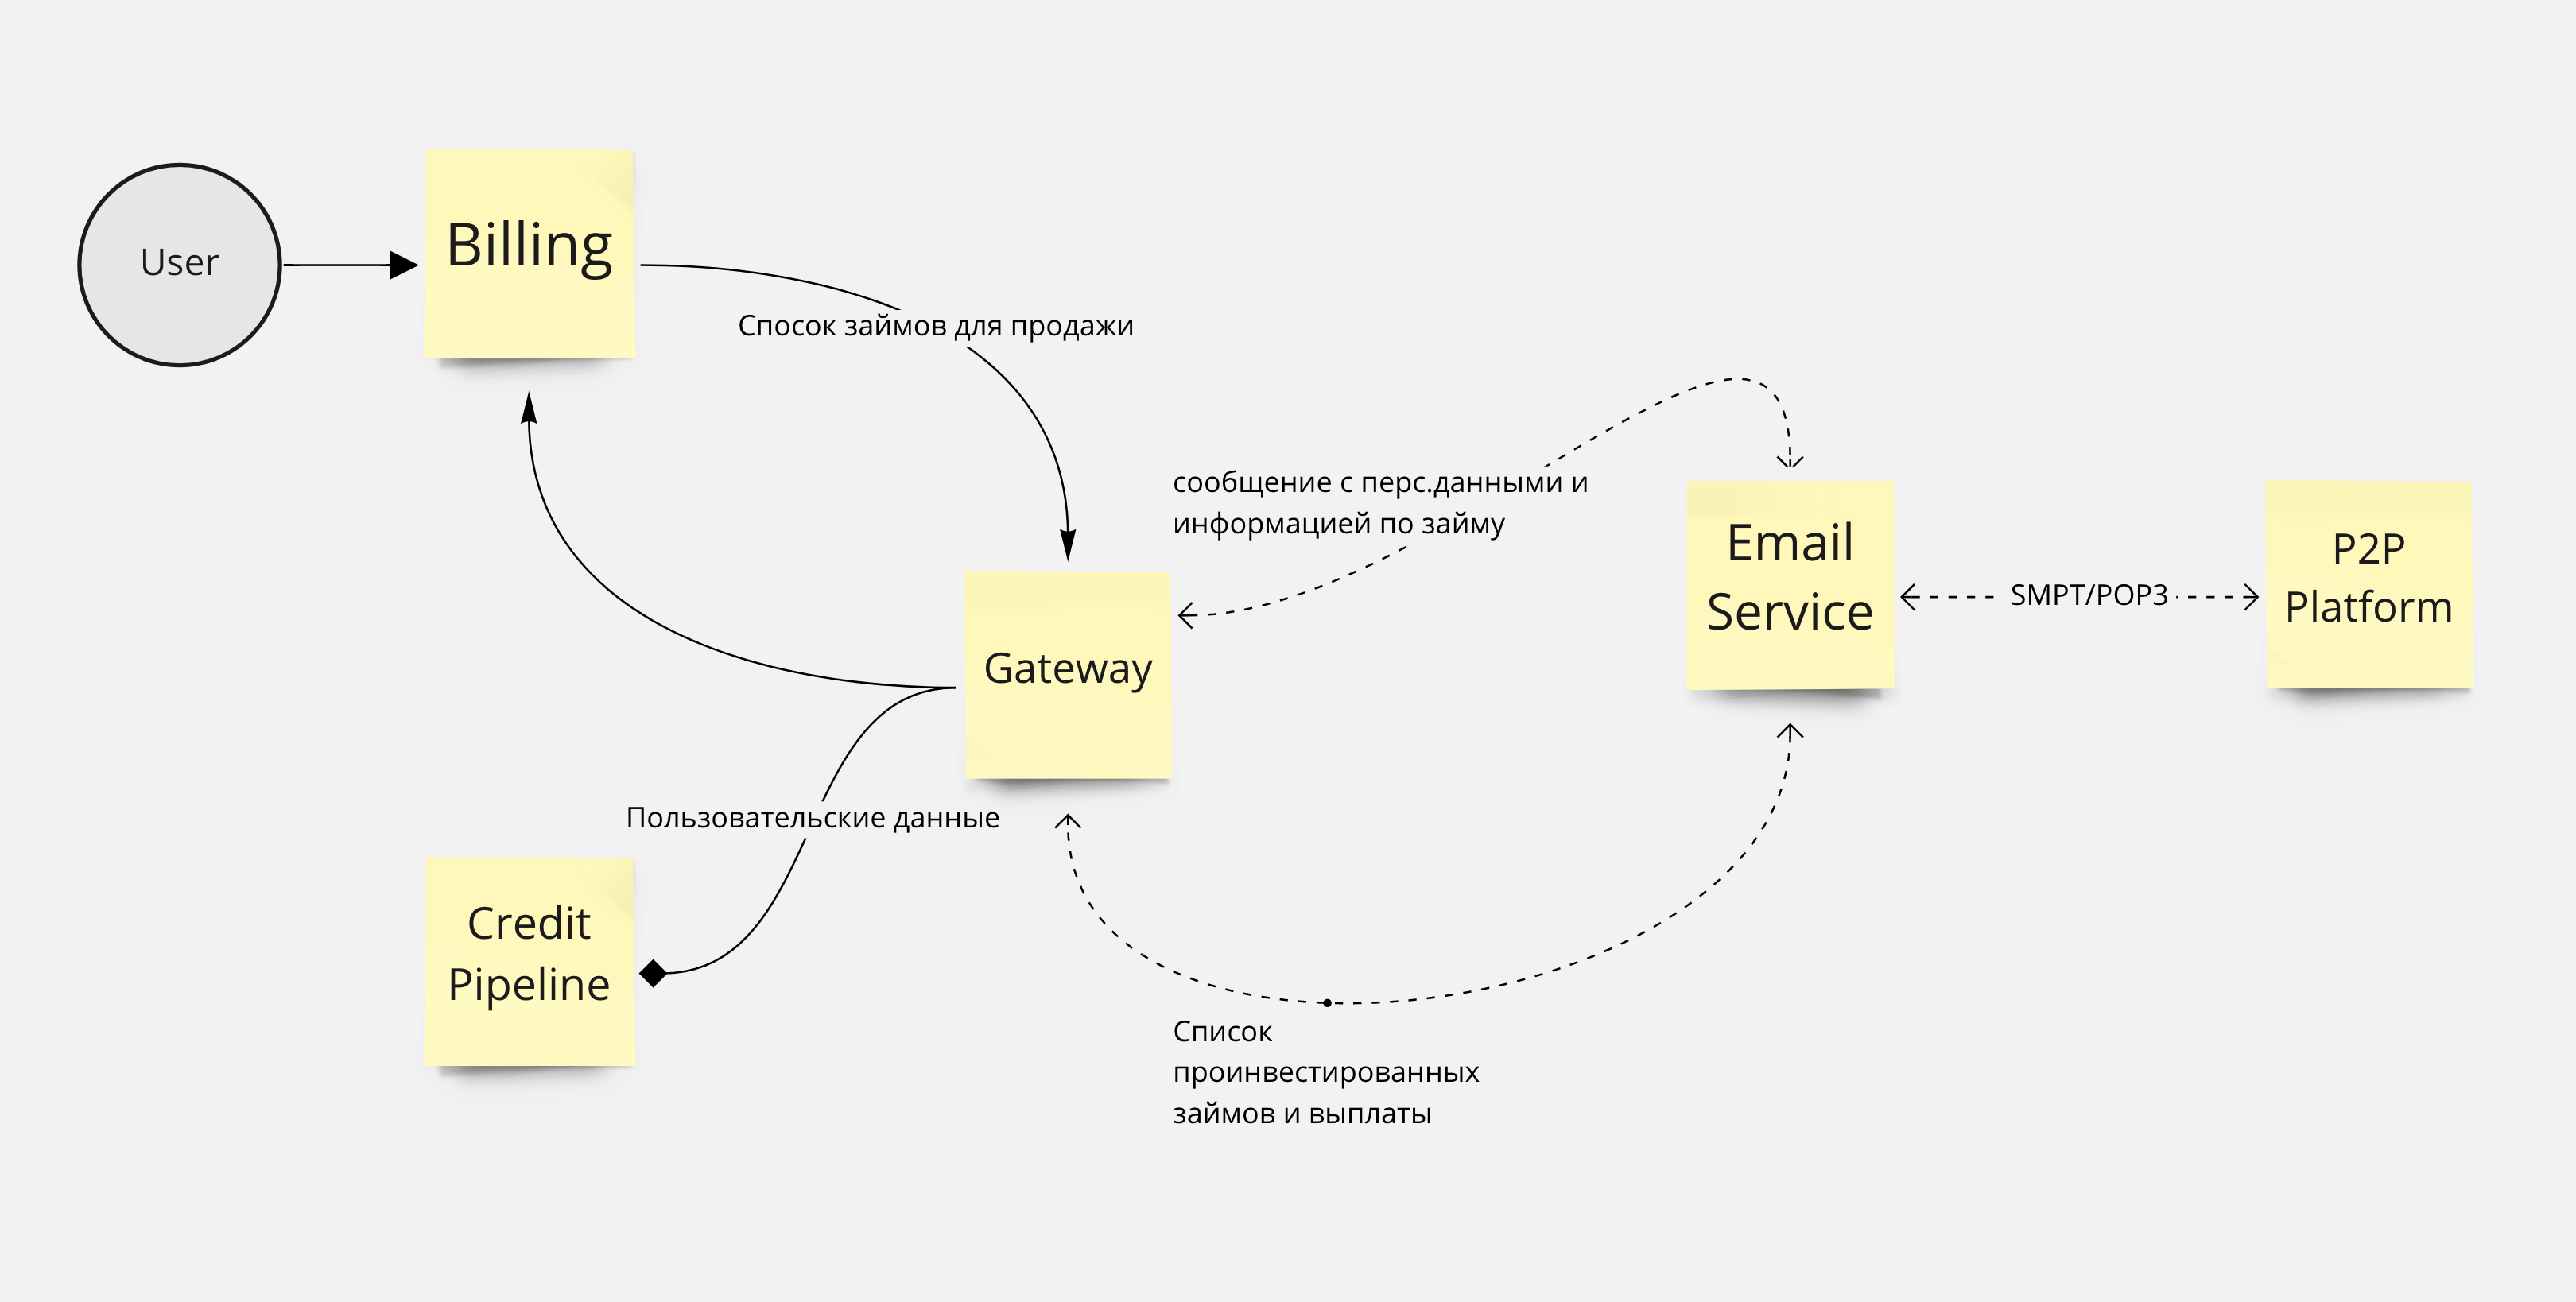 User
Billing
Спосок займов для продажи
сообщение с перс.данными и
информацией по займу
Email
Service
SMPT/POP3
P2P
Platform
Gateway
Пользовательские данные
Credit
Pipeline
Список
проинвестированных
займов и выплаты